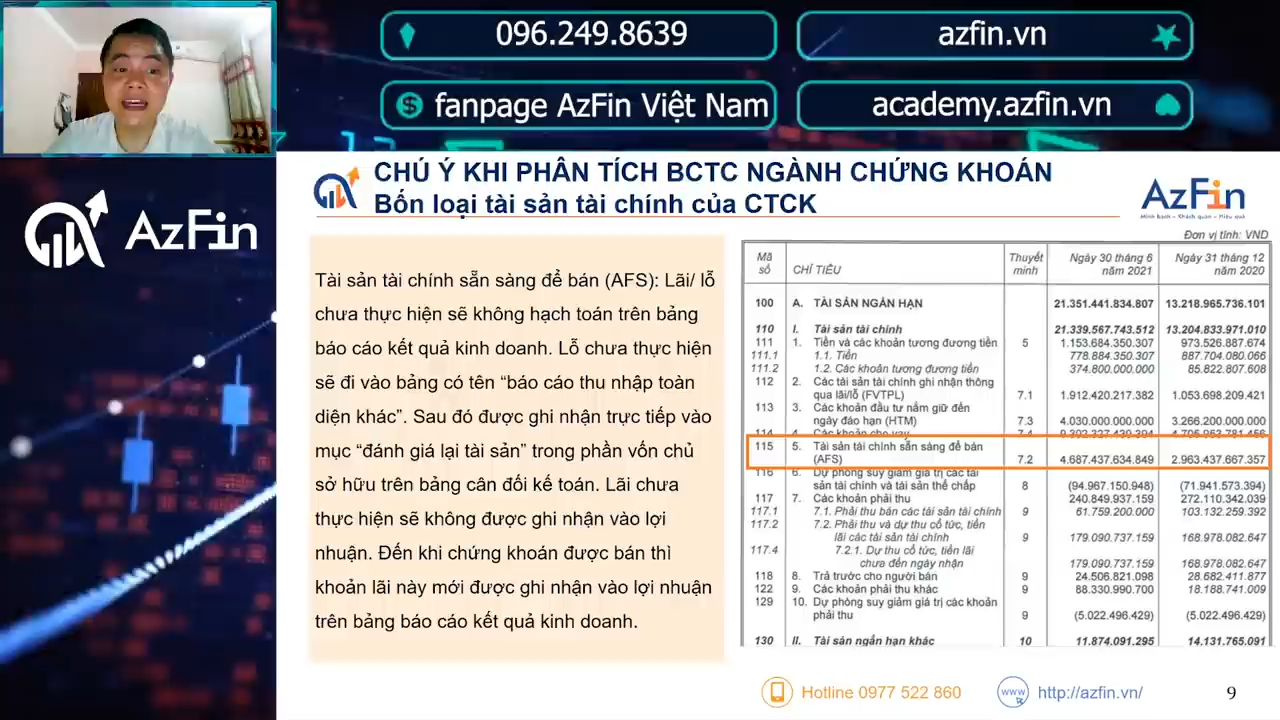 096.249.8639
azfin.vn
fanpage AzFin Việt Nam
academy.azfin.vn
AzFin
CHÚ Ý KHI PHÂN TÍCH BCTC NGÀNH CHỨNG KHOÁN
Bốn loại tài sản tài chính của CTCK
AzFin
Minh bạch – Khách quan – Hiệu quả
Tài sản tài chính sẵn sàng để bán (AFS): Lãi/ lỗ
chưa thực hiện sẽ không hạch toán trên bảng
báo cáo kết quả kinh doanh. Lỗ chưa thực hiện
sẽ đi vào bảng có tên “báo cáo thu nhập toàn
diện khác”. Sau đó được ghi nhận trực tiếp vào
mục “đánh giá lại tài sản” trong phần vốn chủ
sở hữu trên bảng cân đối kế toán. Lãi chưa
thực hiện sẽ không được ghi nhận vào lợi
nhuận. Đến khi chứng khoán được bán thì
khoản lãi này mới được ghi nhận vào lợi nhuận
trên bảng báo cáo kết quả kinh doanh.
Đơn vị tính: VND
Mã số CHỈ TIÊU Thuyết minh Ngày 30 tháng 6 năm 2021 Ngày 31 tháng 12 năm 2020
100 A. TÀI SẢN NGẮN HẠN 21.351.441.834.807 13.218.965.736.101
110 I. Tài sản tài chính 21.339.567.743.512 13.204.833.971.010
111 1. Tiền và các khoản tương đương tiền 5 1.153.684.350.307 973.526.887.674
111.1 1.1. Tiền 778.884.350.307 887.704.080.066
111.2 1.2. Các khoản tương đương tiền 374.800.000.000 85.822.807.608
112 2. Các tài sản tài chính ghi nhận thông
qua lãi/lỗ (FVTPL) 7.1 1.912.420.217.382 1.053.698.209.421
113 3. Các khoản đầu tư nắm giữ đến
ngày đáo hạn (HTM) 7.3 4.030.000.000.000 3.266.200.000.000
114 4. Các khoản cho vay 7.4
115 5. Tài sản tài chính sẵn sàng để bán
(AFS) 7.2 4.687.437.634.849 2.963.437.667.357
116 6. Dự phòng suy giảm giá trị các tài
sản tài chính và tài sản thế chấp 8 (94.967.150.948) (71.941.573.394)
117 7. Các khoản phải thu 240.849.937.159 272.110.342.039
117.1 7.1. Phải thu bán các tài sản tài chính 9 61.759.200.000 103.132.259.392
117.2 7.2. Phải thu và dự thu cổ tức, tiền
lãi các tài sản tài chính 9 179.090.737.159 168.978.082.647
117.4 7.2.1. Dự thu cổ tức, tiền lãi
chưa đến ngày nhận 179.090.737.159 168.978.082.647
118 8. Trả trước cho người bán 9 24.506.821.098 28.682.411.877
122 9. Các khoản phải thu khác 9 88.330.990.700 18.188.741.009
129 10. Dự phòng suy giảm giá trị các khoản
phải thu 9 (5.022.496.429) (5.022.496.429)
130 II. Tài sản ngắn hạn khác 10 11.874.091.295 14.131.765.091
Hotline 0977 522 860
www
http://azfin.vn/
9